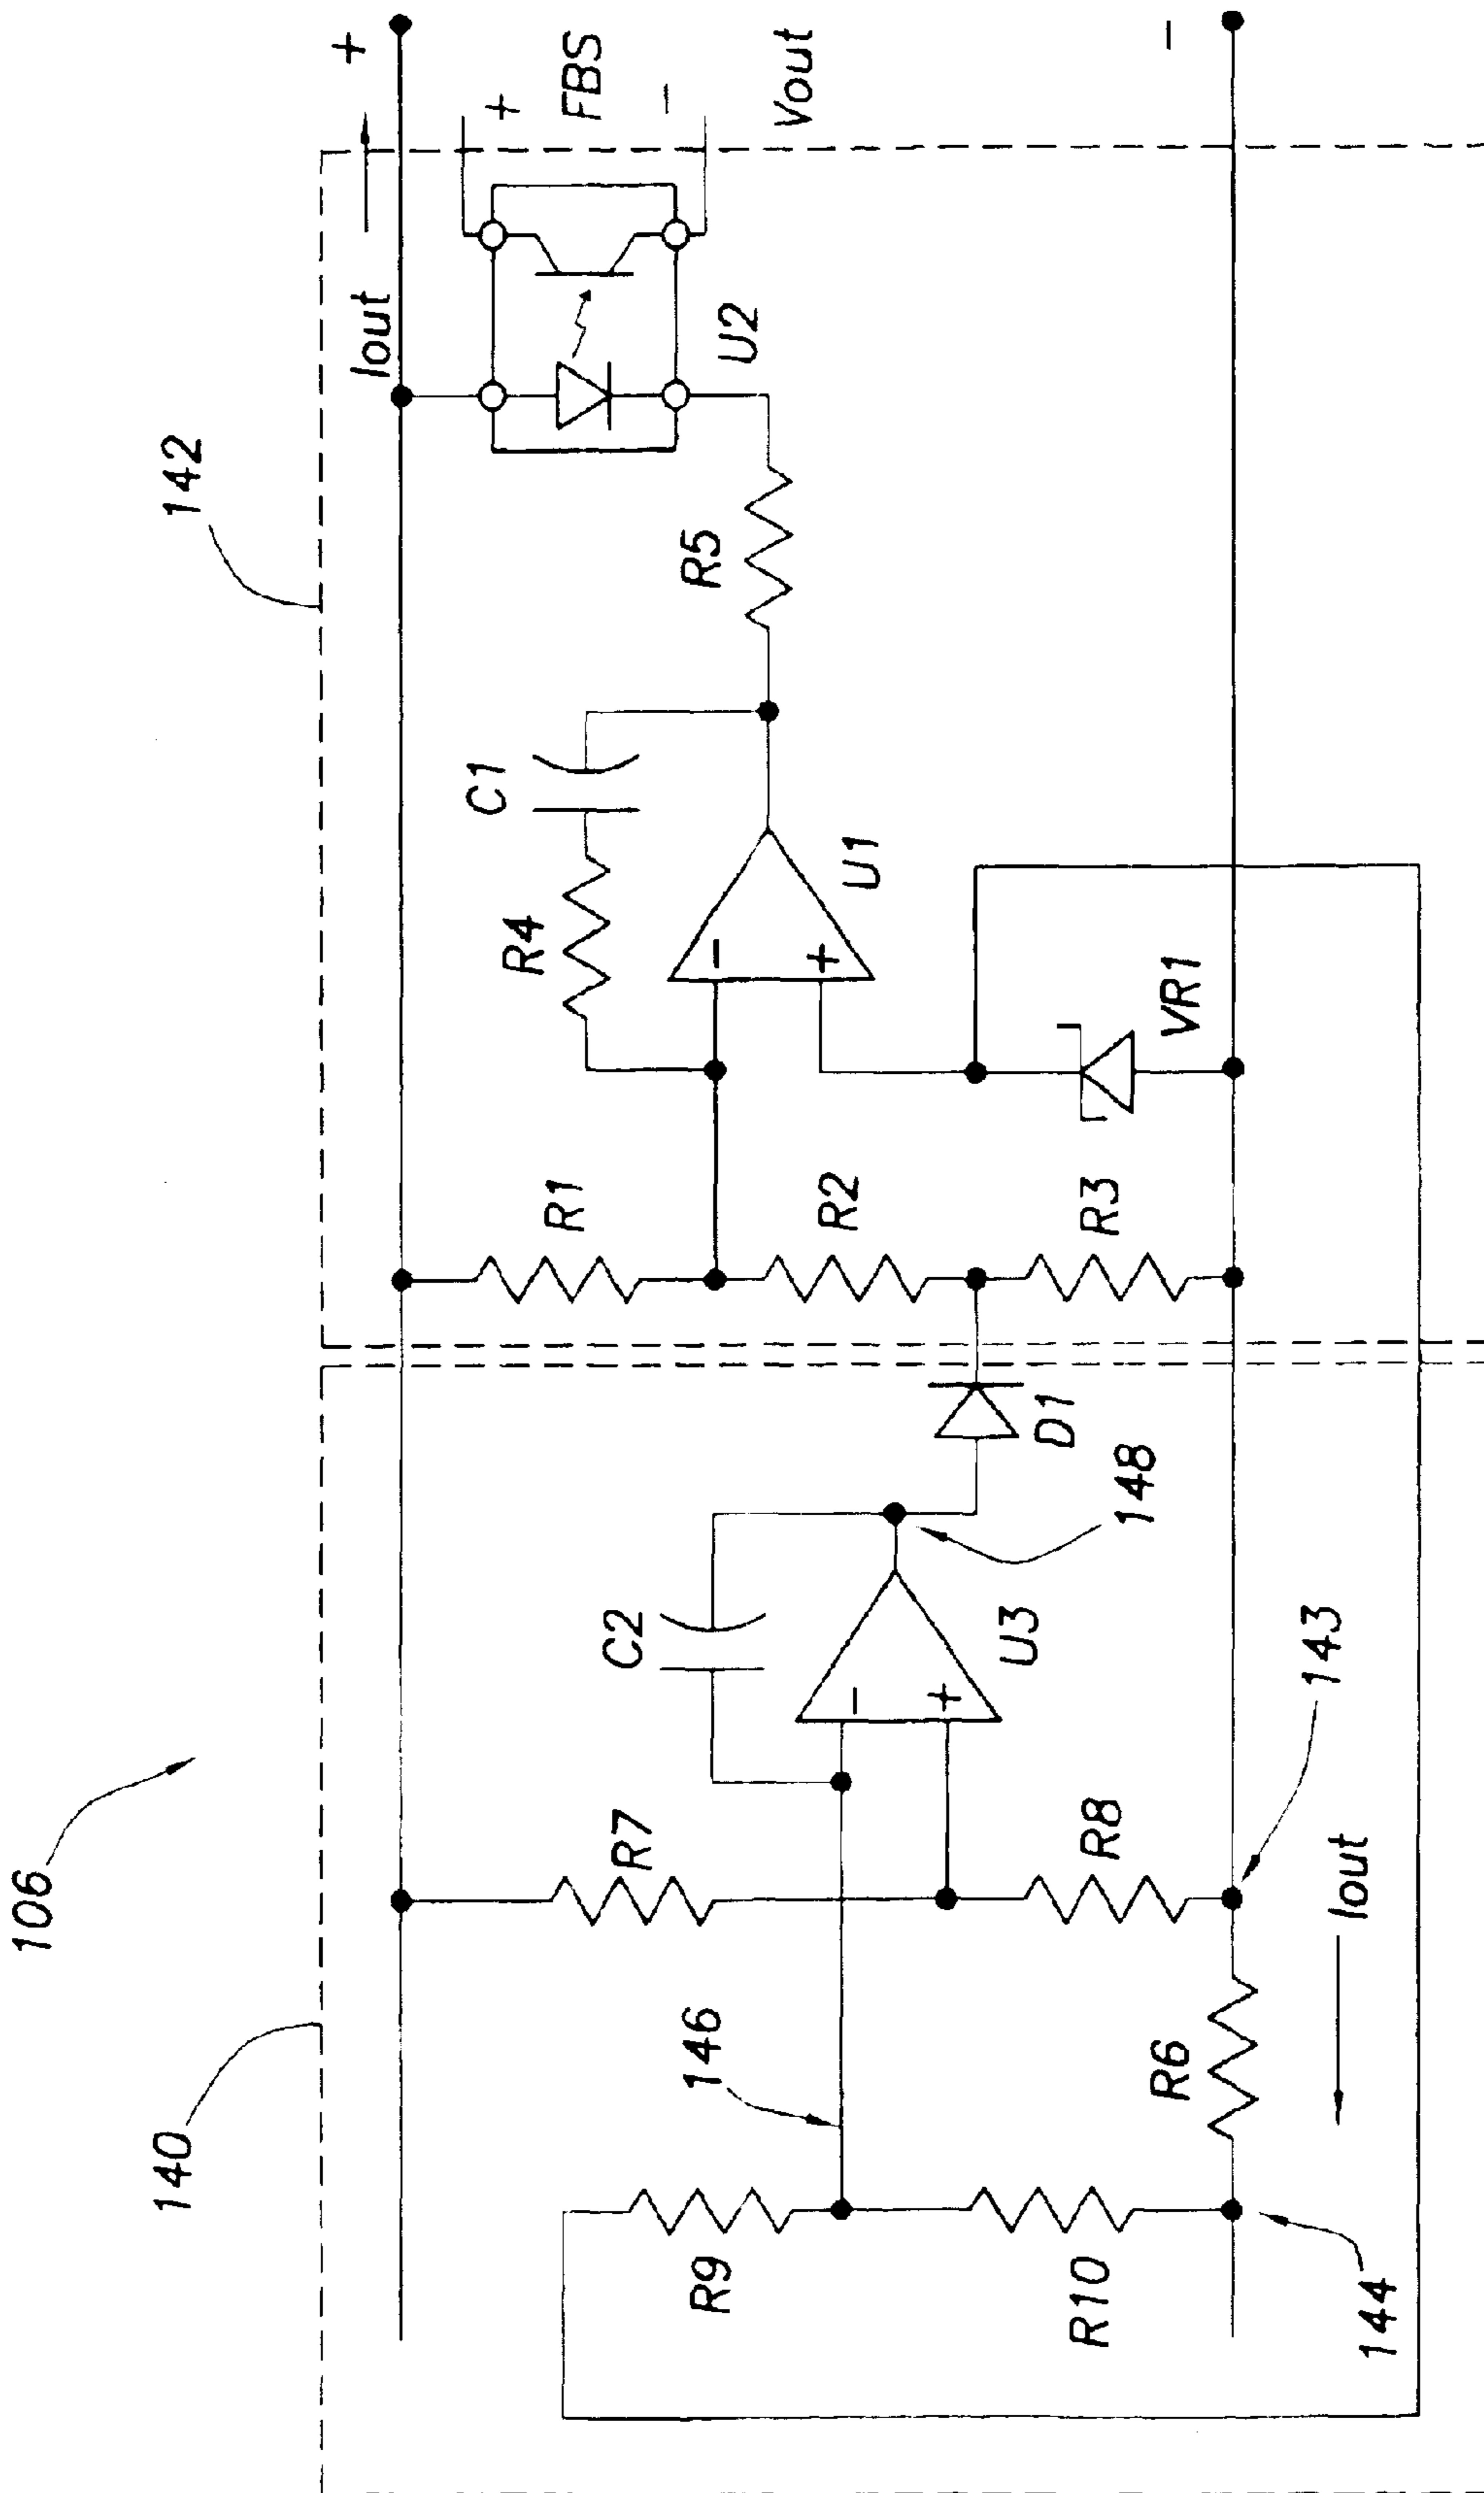 106
140
142
Iout
+
+
FBS
-
Vout
-
U2
R5
C1
R4
U1
VR1
R1
R2
R3
D1
148
C2
U3
-
+
-
+
143
R7
R8
Iout
146
R6
R9
R10
144